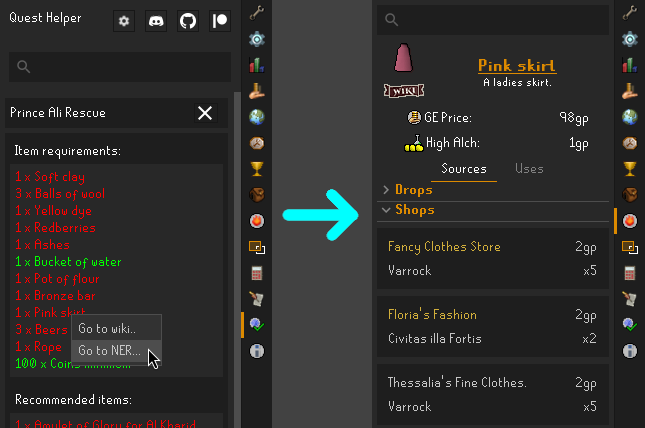 Quest Helper
Prince Ali Rescue
Item requirements:
1 x Soft clay
3 x Balls of wool
1 x Yellow dye
1 x Redberries
1 x Ashes
1 x Bucket of water
1 x Pot of flour
1 x Bronze bar
1 x Pink skirt
3 x Beers
1 x Rope
100 x Coins minimum
Go to wiki..
Go to NER...
Recommended items:
1 x Amulet of Glory for Al Kharid
Pink skirt
A ladies skirt.
WIKI
GE Price: 98gp
High Alch: 1gp
Sources Uses
Drops
Shops
Fancy Clothes Store 2gp
Varrock x5
Floria's Fashion 2gp
Civitas illa Fortis x2
Thessalia's Fine Clothes. 2gp
Varrock x5